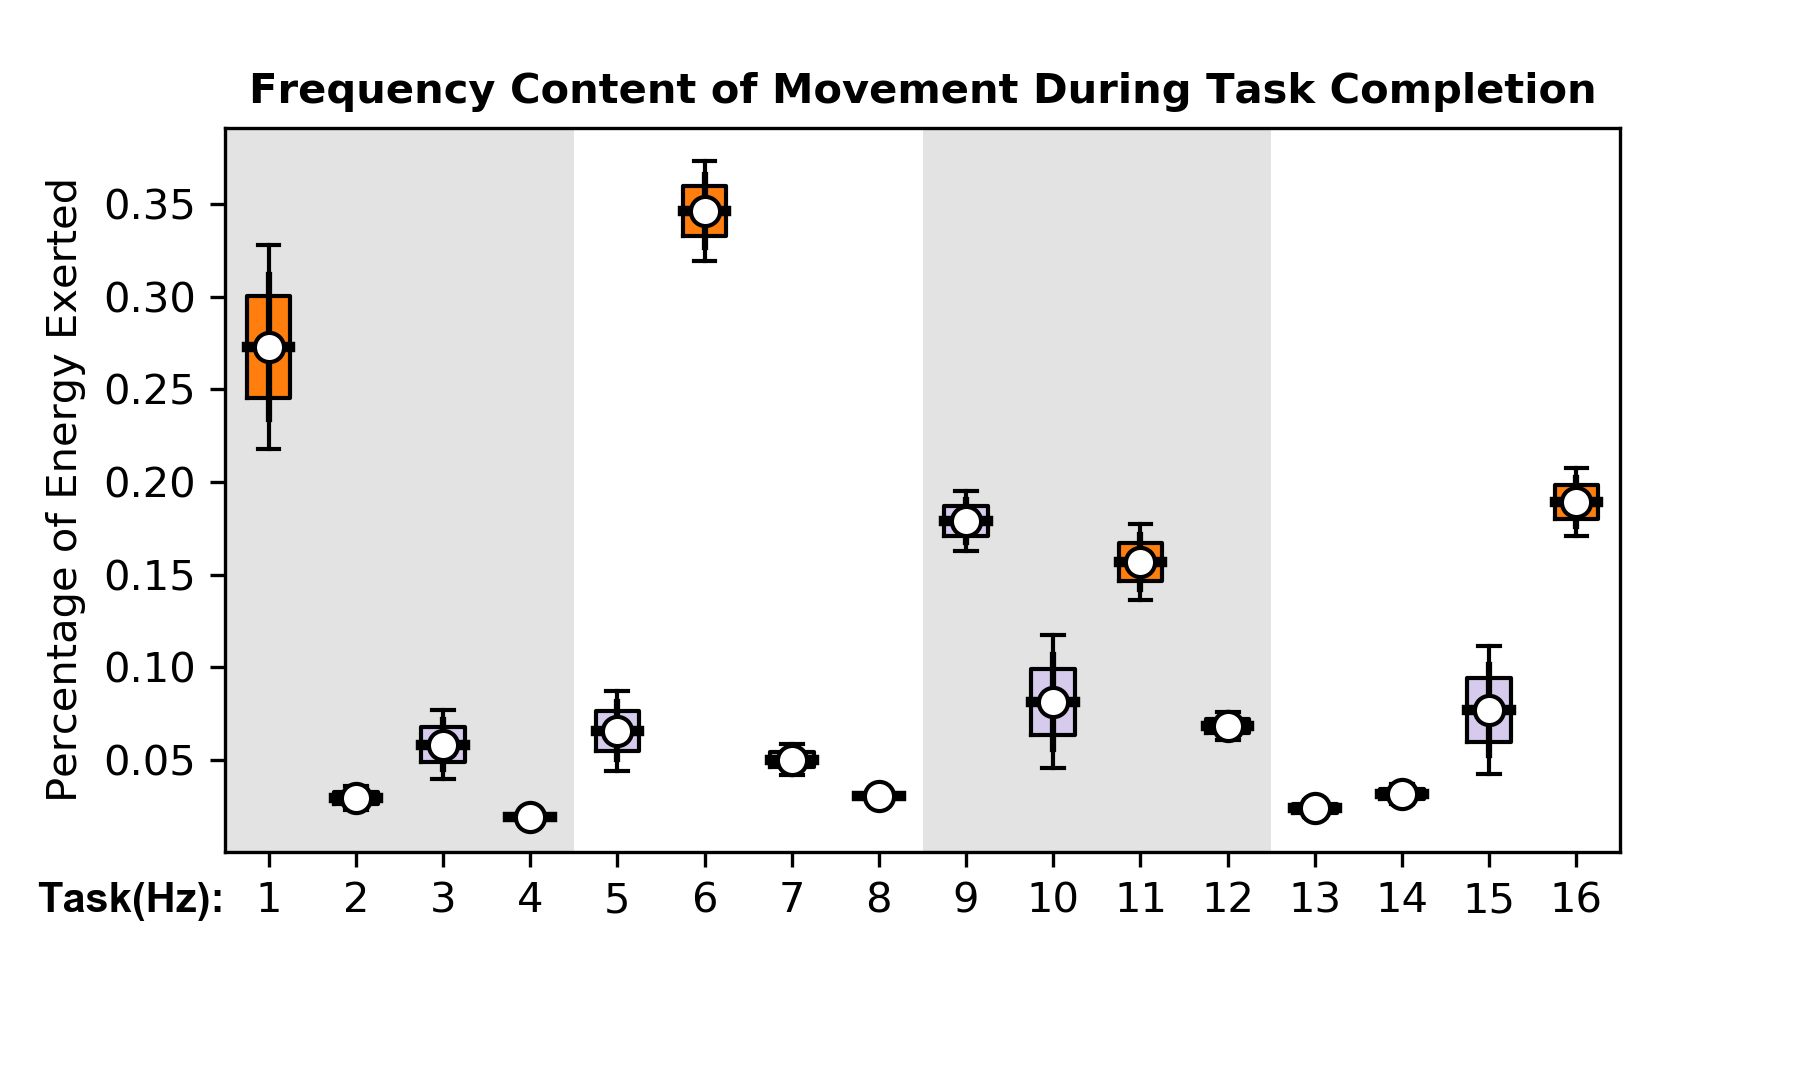 Frequency Content of Movement During Task Completion
Percentage of Energy Exerted
0.35
0.30
0.25
0.20
0.15
0.10
0.05
Task(Hz): 1 2 3 4 5 6 7 8 9 10 11 12 13 14 15 16